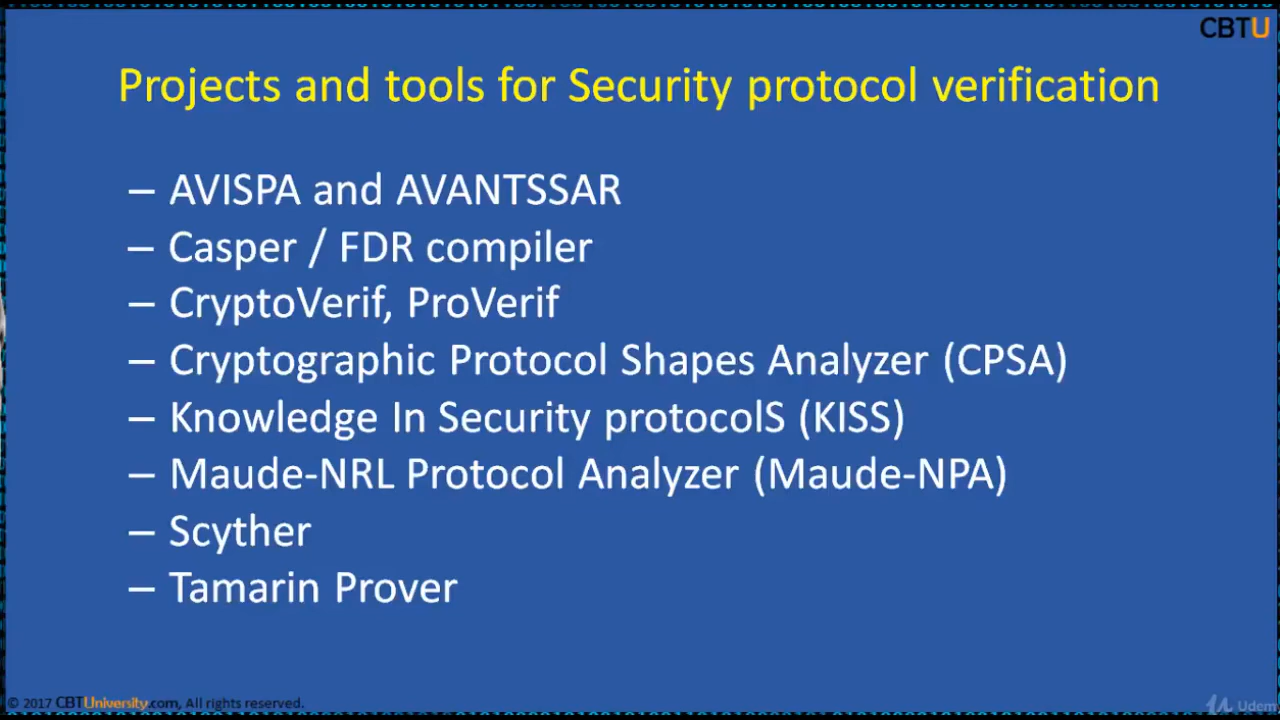 CBTU
Projects and tools for Security protocol verification
– AVISPA and AVANTSSAR
– Casper / FDR compiler
– CryptoVerif, ProVerif
– Cryptographic Protocol Shapes Analyzer (CPSA)
– Knowledge In Security protocolS (KISS)
– Maude-NRL Protocol Analyzer (Maude-NPA)
– Scyther
– Tamarin Prover
© 2017 CBTUniversity.com, All rights reserved.